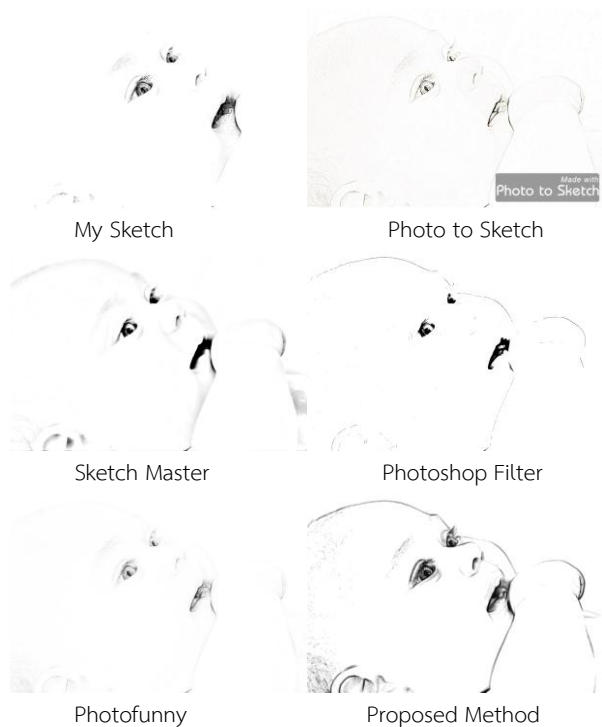 My Sketch
Made with
Photo to Sketch
Photo to Sketch
Sketch Master
Photoshop Filter
Photofunny
Proposed Method